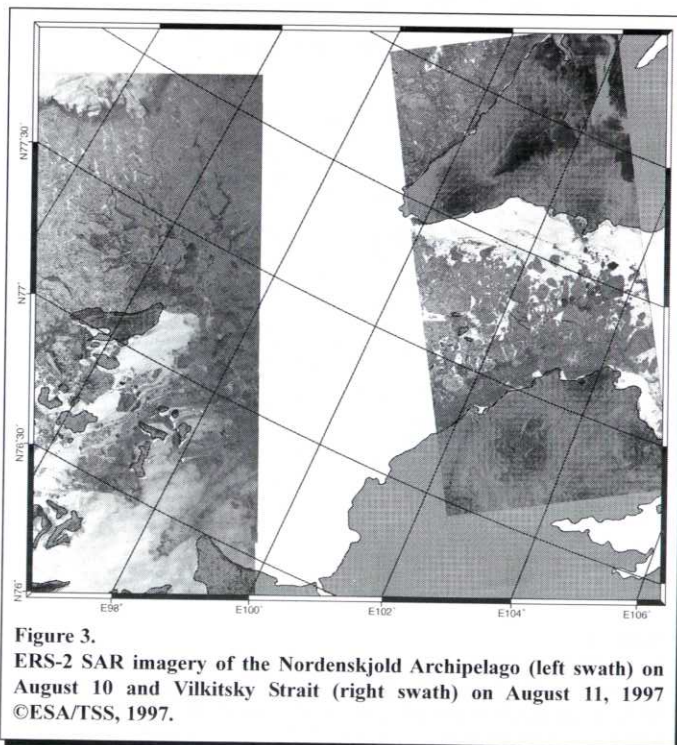 N77°30'
N77°
N76°30'
N76°
E98°
E100°
E102°
E104°
E106°
Figure 3.
ERS-2 SAR imagery of the Nordenskjold Archipelago (left swath) on
August 10 and Vilkitsky Strait (right swath) on August 11, 1997
©ESA/TSS, 1997.